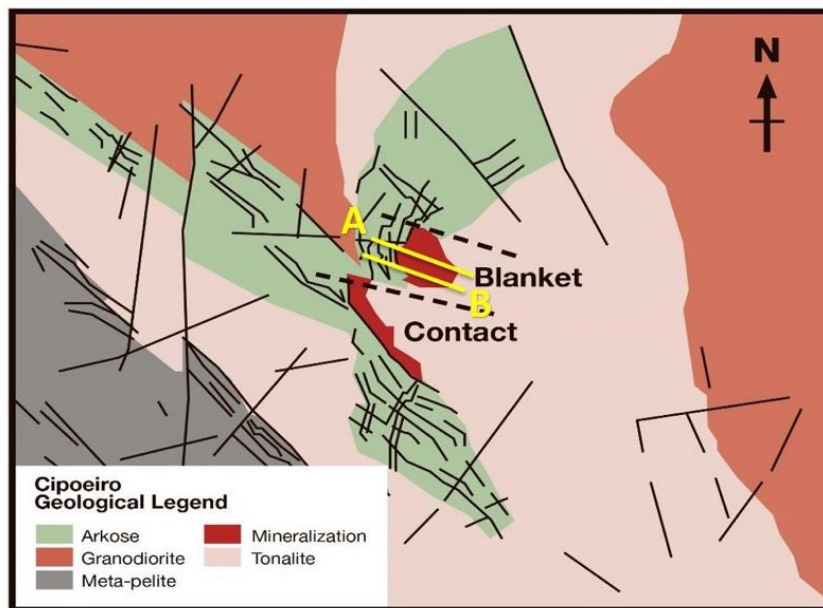 N
A
Blanket
B
Contact
Cipoeiro
Geological Legend
Arkose
Mineralization
Granodiorite
Tonalite
Meta-pelite